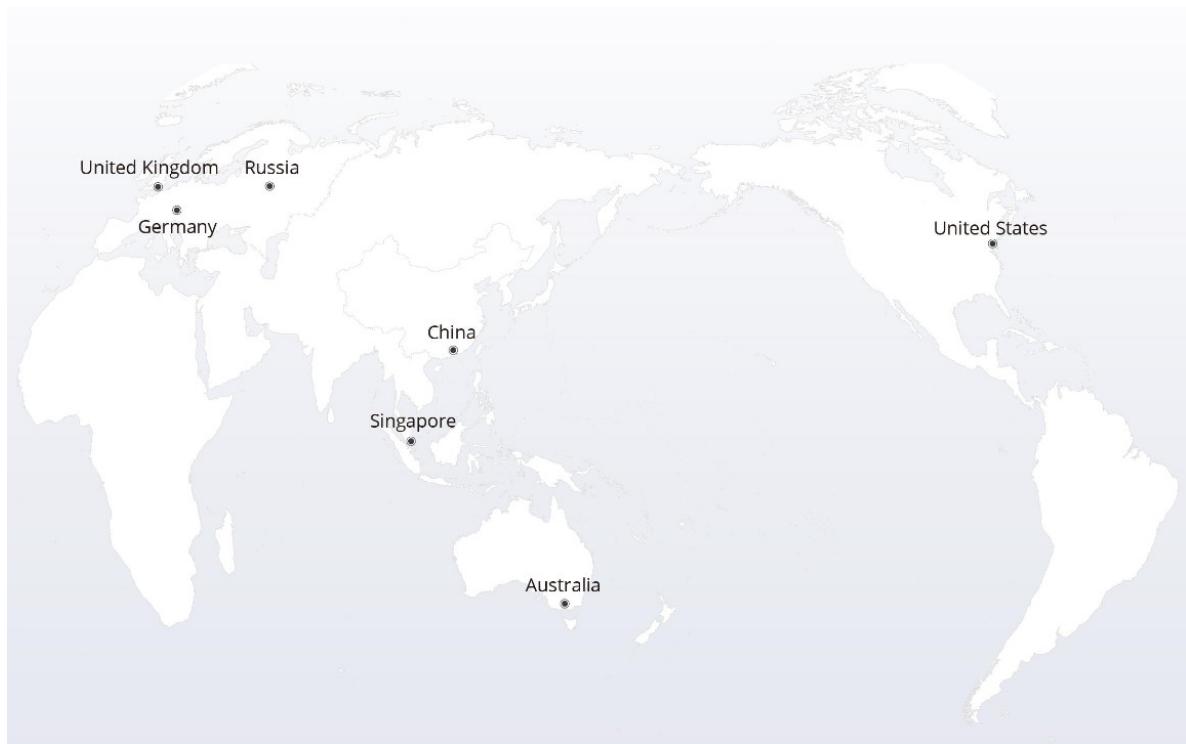 United Kingdom
Russia
Germany
United States
China
Singapore
Australia